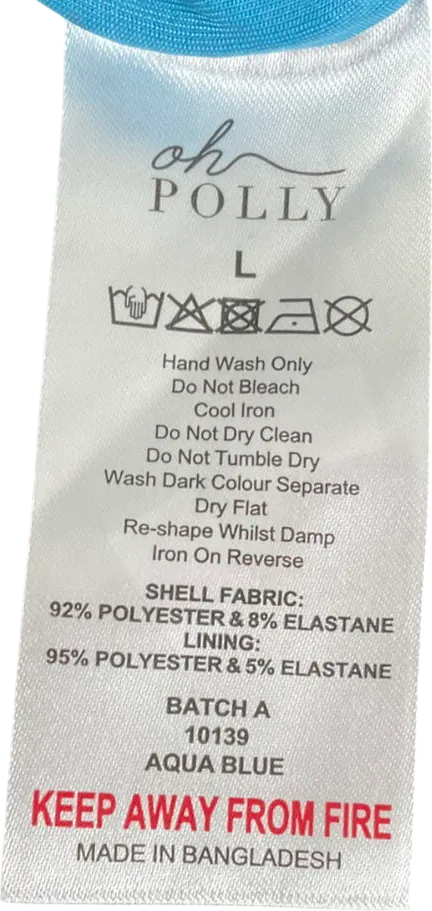 oh
POLLY
L
Hand Wash Only
Do Not Bleach
Cool Iron
Do Not Dry Clean
Do Not Tumble Dry
Wash Dark Colour Separate
Dry Flat
Re-shape Whilst Damp
Iron On Reverse
SHELL FABRIC:
92% POLYESTER & 8% ELASTANE
LINING:
95% POLYESTER & 5% ELASTANE
BATCH A
10139
AQUA BLUE
KEEP AWAY FROM FIRE
MADE IN BANGLADESH